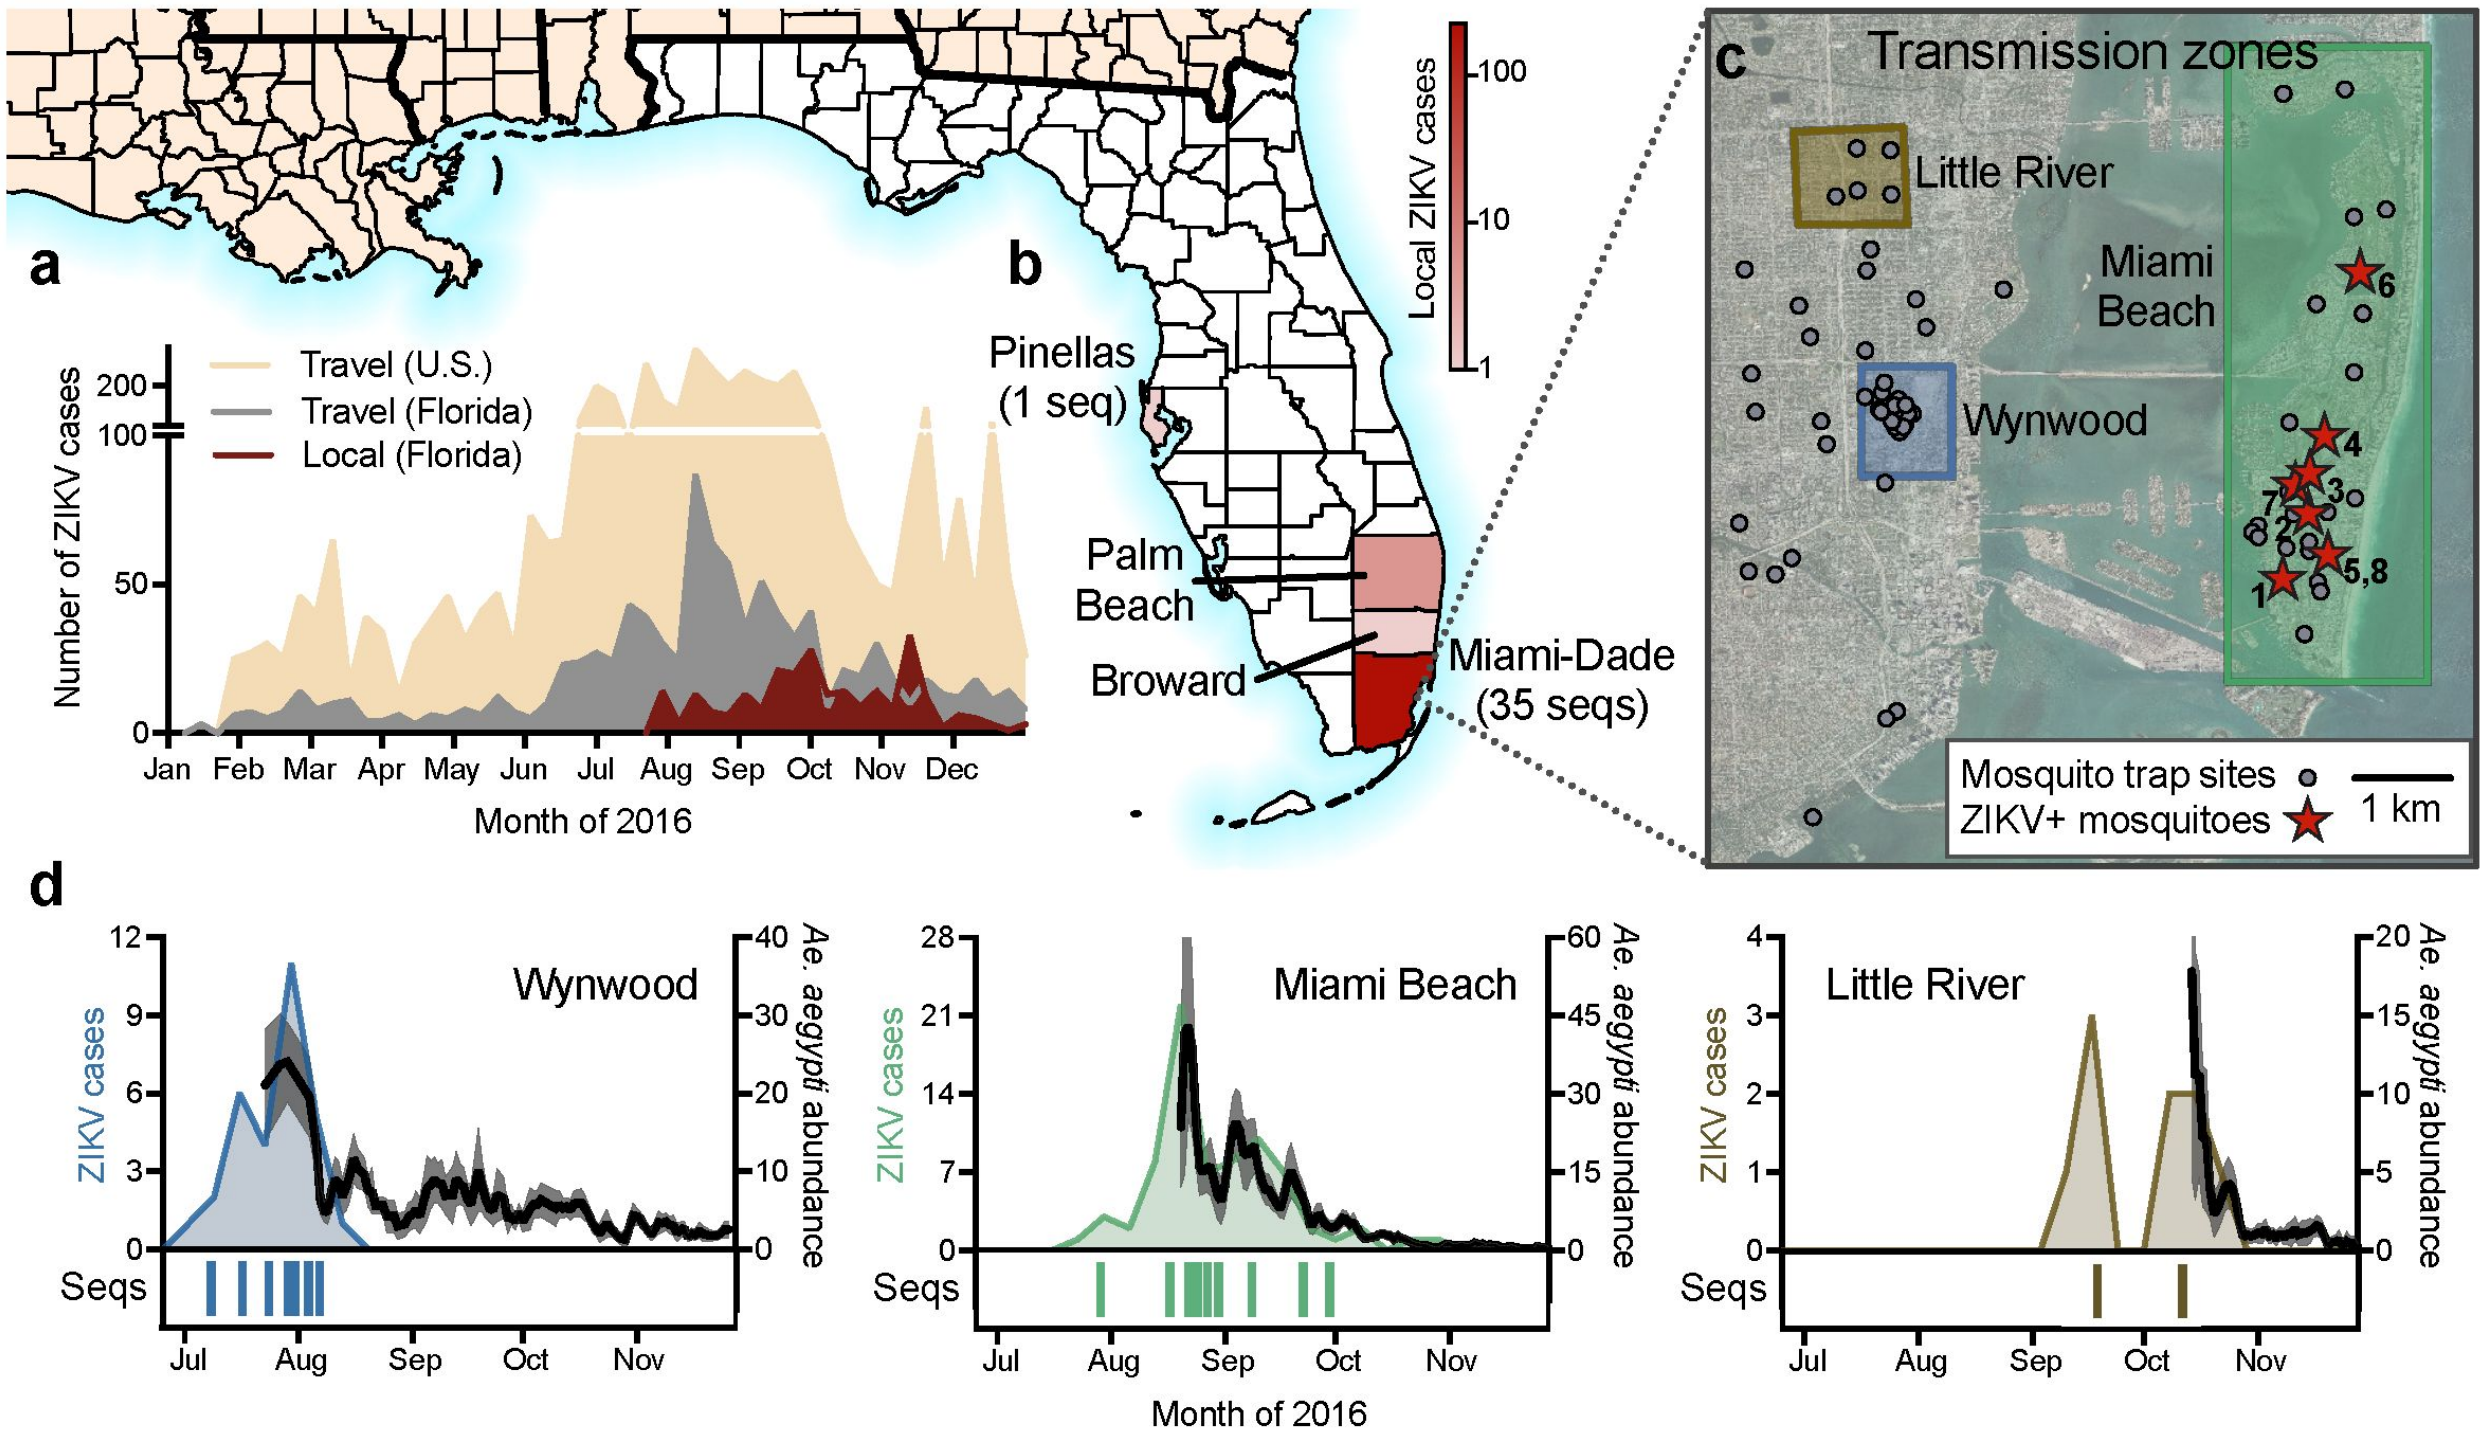 a
Number of ZIKV cases
200
100
50
0
Travel (U.S.)
Travel (Florida)
Local (Florida)
Jan Feb Mar Apr May Jun Jul Aug Sep Oct Nov Dec
Month of 2016
b
Local ZIKV cases
100
10
1
Pinellas
(1 seq)
Palm
Beach
Broward
Miami-Dade
(35 seqs)
c
Transmission zones
Little River
Miami
Beach
Wynwood
6
4
3
7
2
5,8
1
Mosquito trap sites
1 km
ZIKV+ mosquitoes
d
Wynwood
ZIKV cases
12
9
6
3
0
40
30
20
10
0
Ae. aegypti abundance
Seqs
Jul Aug Sep Oct Nov
Miami Beach
ZIKV cases
28
21
14
7
0
60
45
30
15
0
Ae. aegypti abundance
Jul Aug Sep Oct Nov
Month of 2016
Little River
ZIKV cases
4
3
2
1
0
20
15
10
5
0
Ae. aegypti abundance
Seqs
Jul Aug Sep Oct Nov